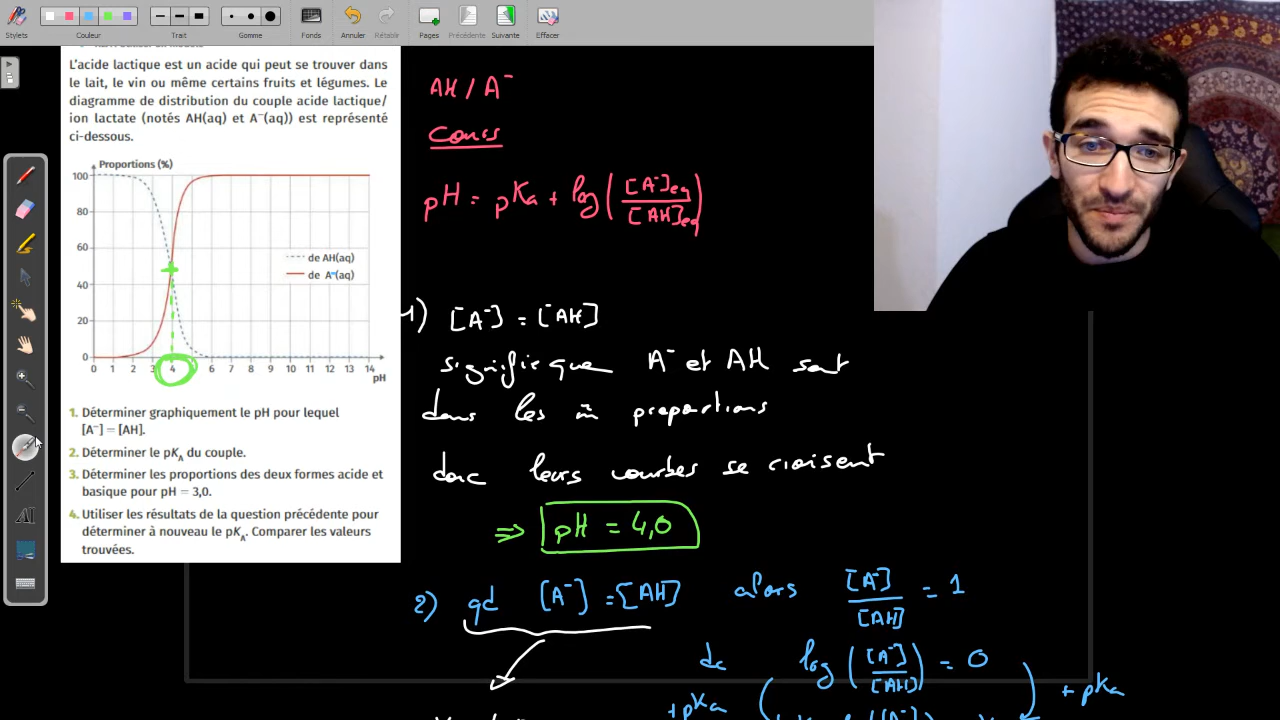 Stylets
Couleur
Trait
Gomme
Fonds
Annuler
Rétablir
Pages
Précédente
Suivante
Effacer
L'acide lactique est un acide qui peut se trouver dans
le lait, le vin ou même certains fruits et légumes. Le
diagramme de distribution du couple acide lactique/
ion lactate (notés AH(aq) et A⁻(aq)) est représenté
ci-dessous.
Proportions (%)
100
80
60
40
20
0
de AH(aq)
de A⁻(aq)
0 1 2 3 4 5 6 7 8 9 10 11 12 13 14
pH
1. Déterminer graphiquement le pH pour lequel
[A⁻] = [AH].
2. Déterminer le pKA du couple.
3. Déterminer les proportions des deux formes acide et
basique pour pH = 3,0.
4. Utiliser les résultats de la question précédente pour
déterminer à nouveau le pKA. Comparer les valeurs
trouvées.
AH / A⁻
Cours
pH = pKa + log([A⁻]eq/[AH]eq)
1) [A⁻] = [AH]
signifie que A⁻ et AH sont
dans les m̄ proportions
donc leurs courbes se croisent
⇒ pH = 4,0
2) qd [A⁻] = [AH] alors [A⁻]/[AH] = 1
dc log([A⁻]/[AH]) = 0
+pKa
+pKa